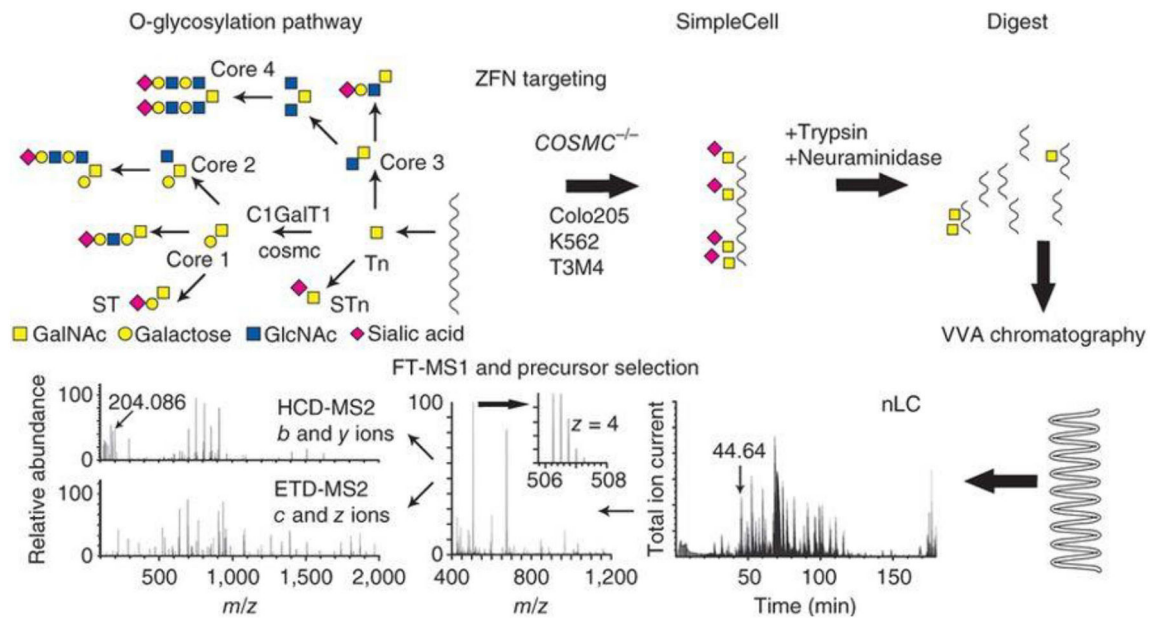 O-glycosylation pathway
SimpleCell
Digest
Core 4
ZFN targeting
COSMC–/–
+Trypsin
+Neuraminidase
Core 2
Core 3
C1GalT1
cosmc
Colo205
K562
T3M4
Core 1
Tn
ST
STn
GalNAc Galactose GlcNAc Sialic acid
VVA chromatography
FT-MS1 and precursor selection
Relative abundance
100
204.086
HCD-MS2
b and y ions
0
100
ETD-MS2
c and z ions
0
500 1,000 1,500 2,000
m/z
100
z = 4
506 508
0
400 800 1,200
m/z
nLC
Total ion current
44.64
50 100 150
Time (min)